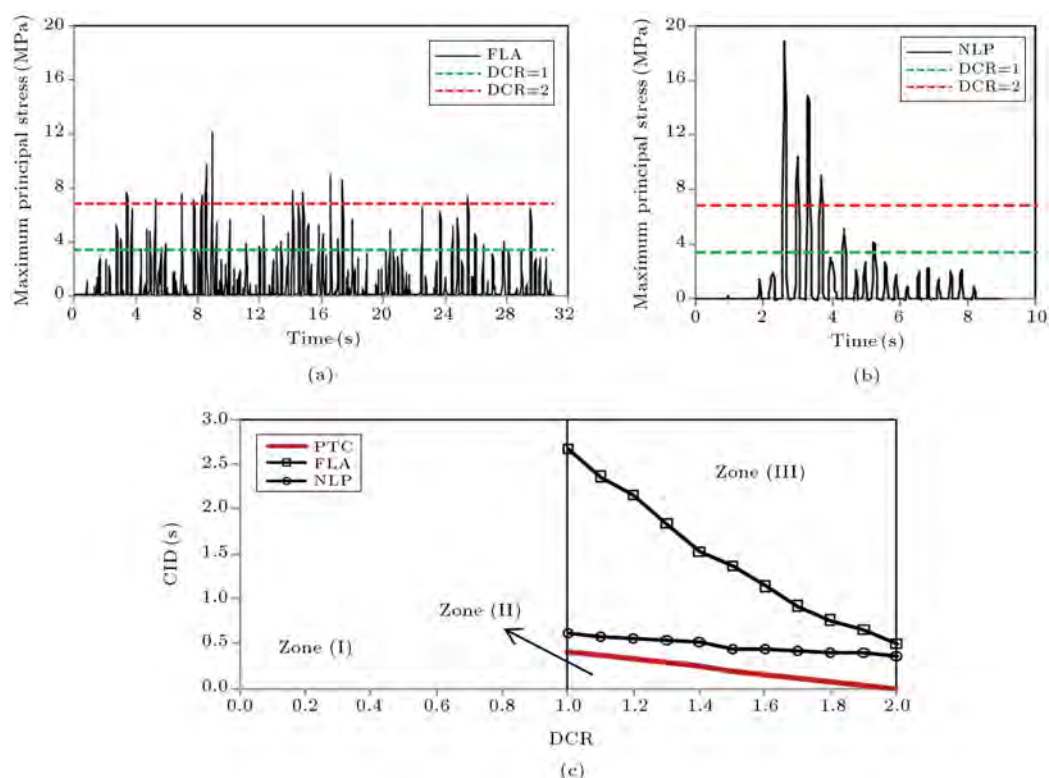 Maximum principal stress (MPa)
20
16
12
8
4
0
FLA
DCR=1
DCR=2
0 4 8 12 16 20 24 28 32
Time (s)
(a)
Maximum principal stress (MPa)
20
16
12
8
4
0
NLP
DCR=1
DCR=2
0 2 4 6 8 10
Time (s)
(b)
CID (s)
3.0
2.5
2.0
1.5
1.0
0.5
0.0
PTC
FLA
NLP
Zone (III)
Zone (II)
Zone (I)
0.0 0.2 0.4 0.6 0.8 1.0 1.2 1.4 1.6 1.8 2.0
DCR
(c)